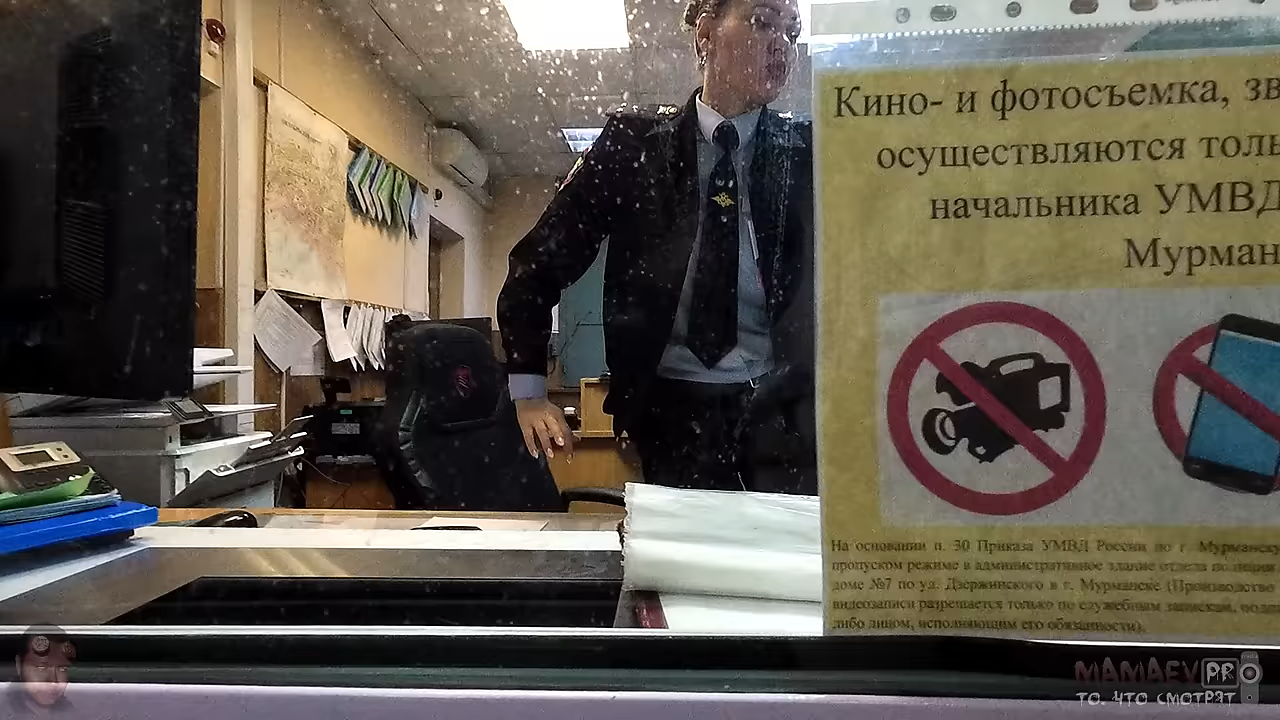 Кино- и фотосъемка, зв
осуществляются толь
начальника УМВД
Мурман
На основании п. 30 Приказа УМВД России по г. Мурманску
пропускном режиме в административное здание отдела полиции
доме №7 по ул. Дзержинского в г. Мурманске (Производство
видеозаписи разрешается только по служебным запискам,
либо лицом, исполняющим его обязанности).
MAMAEV PRO
ТО, ЧТО СМОТРЯТ